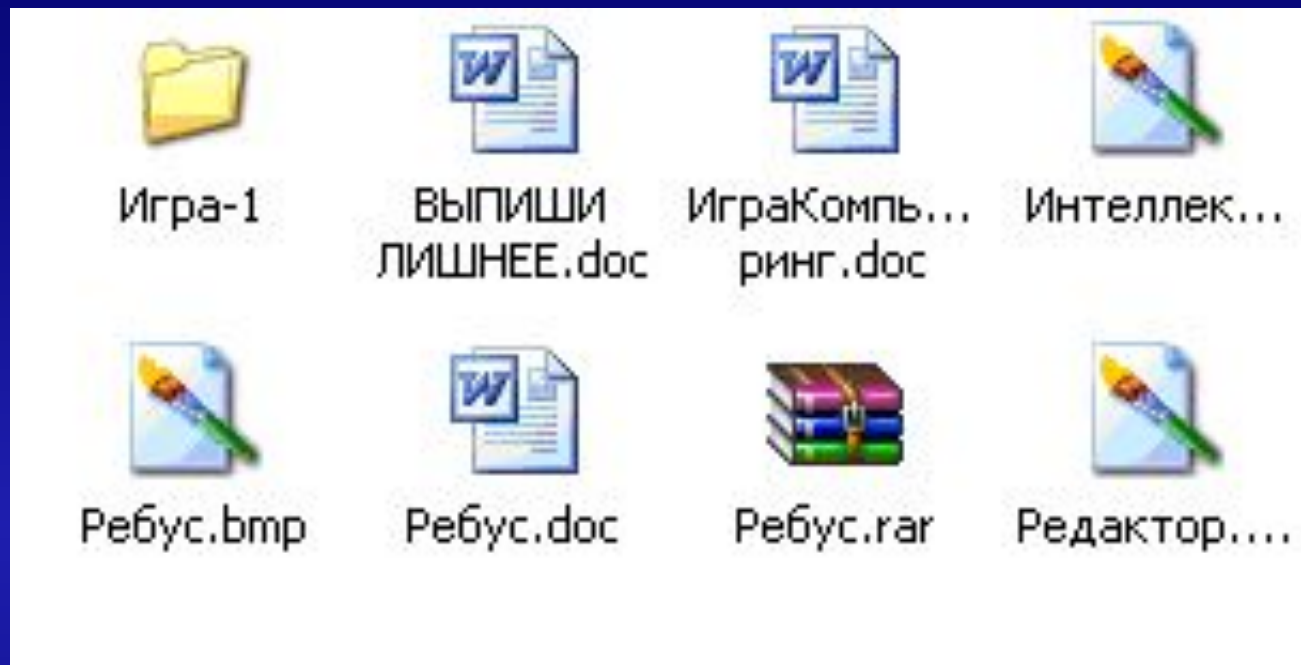 Игра-1
ВЫПИШИ
ЛИШНЕЕ.doc
ИграКомпь...
ринг.doc
Интеллек...
Ребус.bmp
Ребус.doc
Ребус.rar
Редактор....